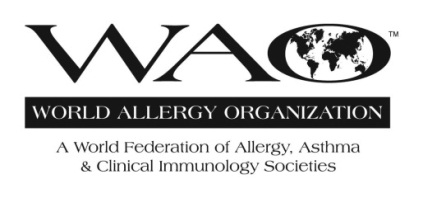 WAO™
WORLD ALLERGY ORGANIZATION
A World Federation of Allergy, Asthma
& Clinical Immunology Societies